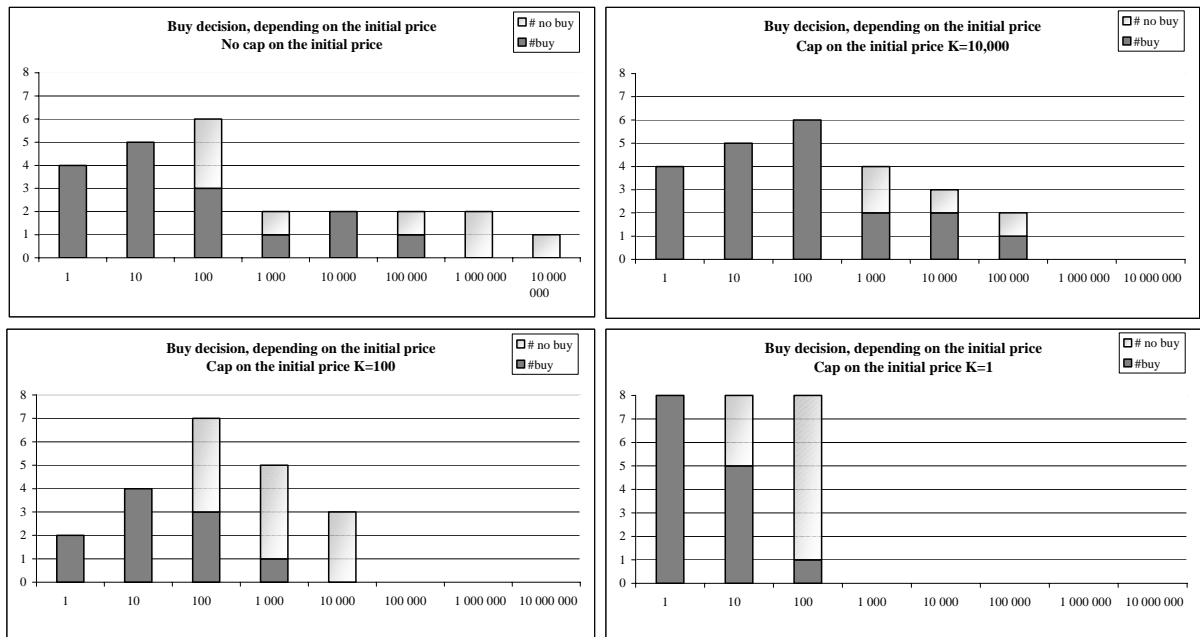 Buy decision, depending on the initial price
No cap on the initial price
# no buy
#buy
8
7
6
5
4
3
2
1
0
1 10 100 1 000 10 000 100 000 1 000 000 10 000
000
Buy decision, depending on the initial price
Cap on the initial price K=10,000
# no buy
#buy
8
7
6
5
4
3
2
1
0
1 10 100 1 000 10 000 100 000 1 000 000 10 000 000
Buy decision, depending on the initial price
Cap on the initial price K=100
# no buy
#buy
8
7
6
5
4
3
2
1
0
1 10 100 1 000 10 000 100 000 1 000 000 10 000 000
Buy decision, depending on the initial price
Cap on the initial price K=1
# no buy
#buy
8
7
6
5
4
3
2
1
0
1 10 100 1 000 10 000 100 000 1 000 000 10 000 000